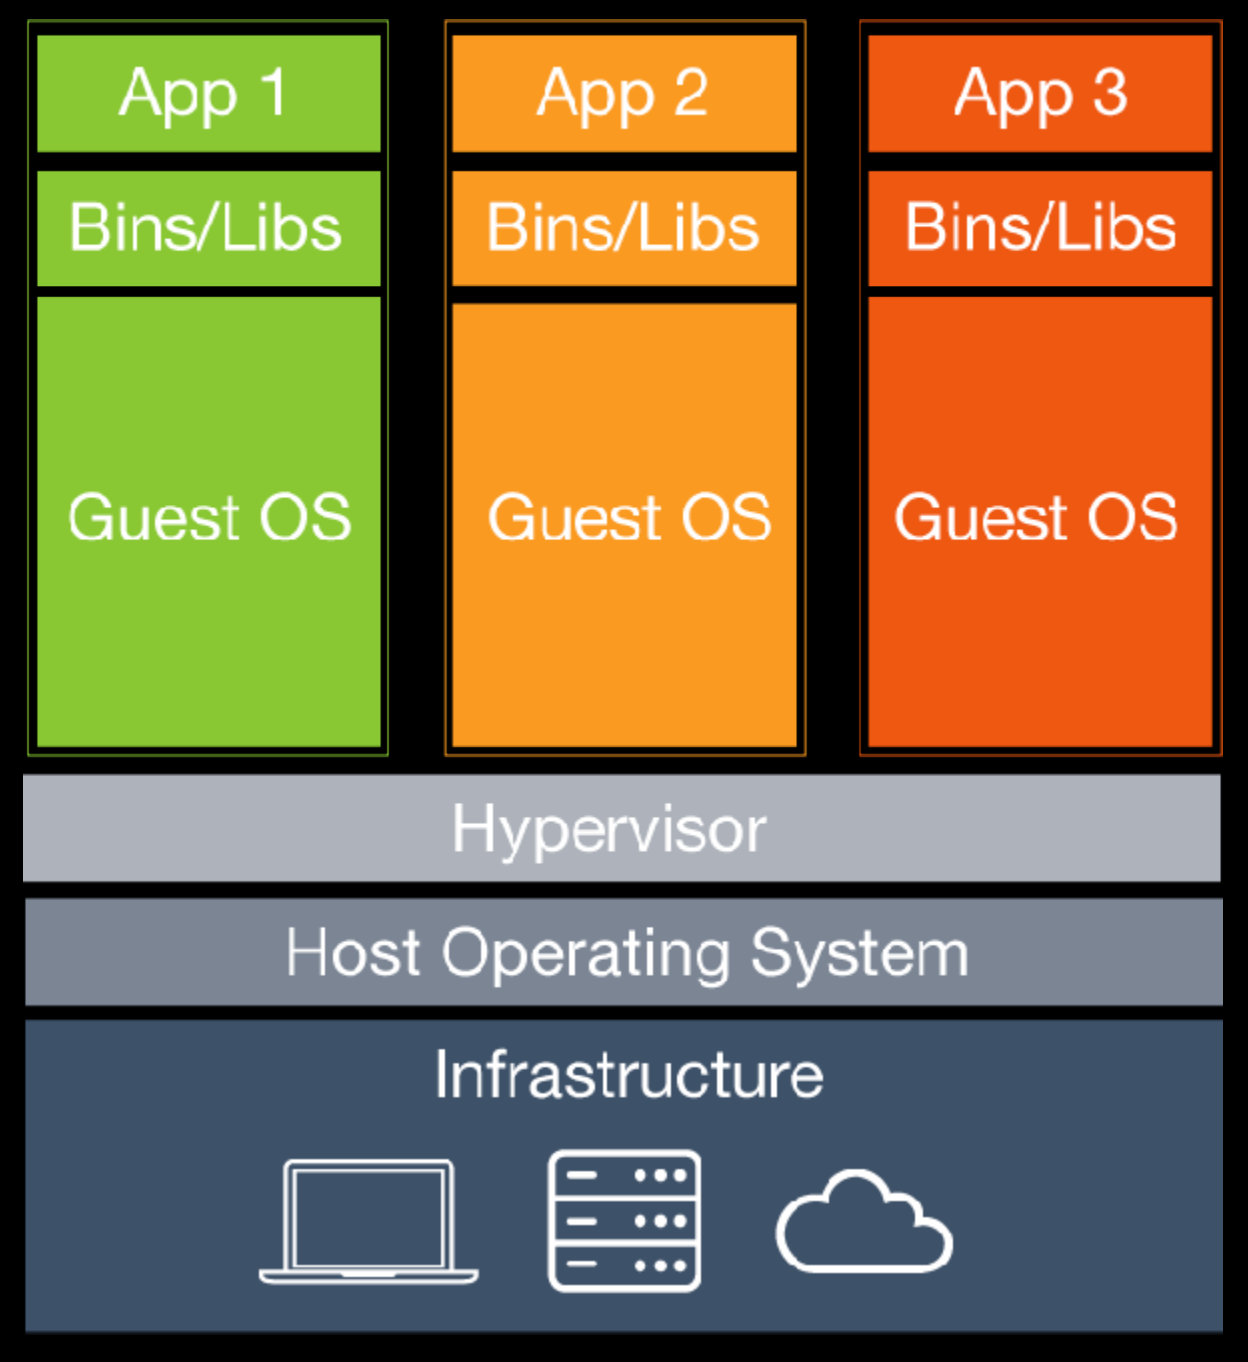 App 1
App 2
App 3
Bins/Libs
Bins/Libs
Bins/Libs
Guest OS
Guest OS
Guest OS
Hypervisor
Host Operating System
Infrastructure